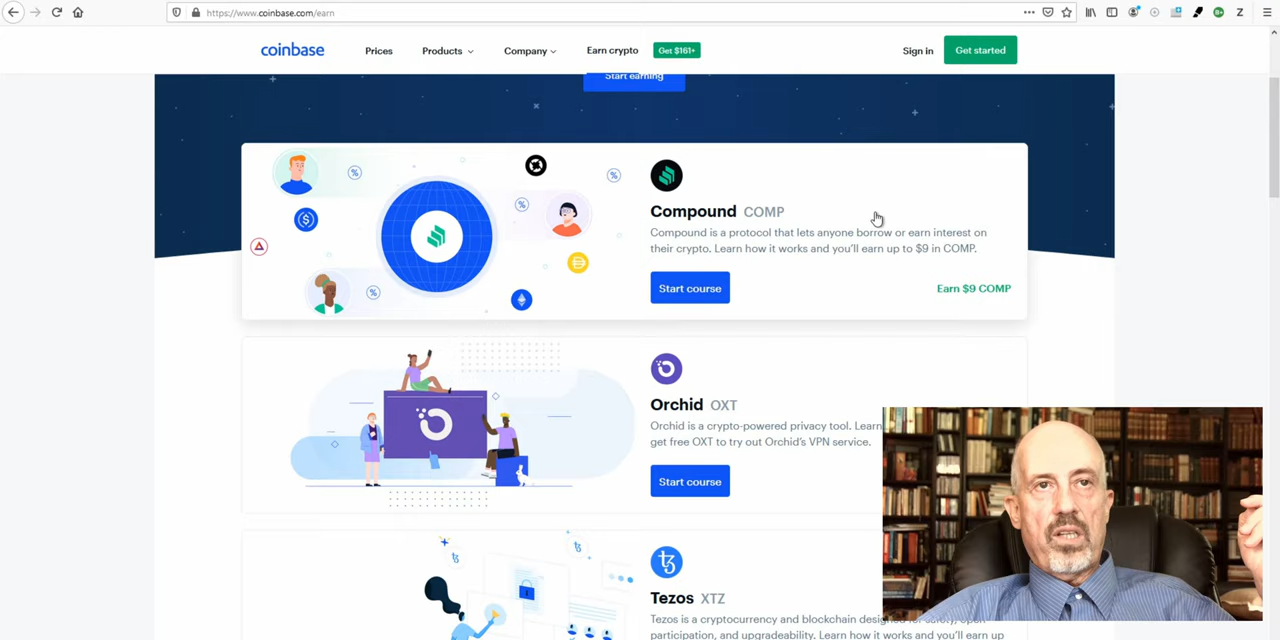 https://www.coinbase.com/earn
coinbase
Prices
Products
Company
Earn crypto
Get $161+
Sign in
Get started
Start earning
Compound COMP
Compound is a protocol that lets anyone borrow or earn interest on
their crypto. Learn how it works and you'll earn up to $9 in COMP.
Start course
Earn $9 COMP
Orchid OXT
Orchid is a crypto-powered privacy tool. Learn
get free OXT to try out Orchid's VPN service.
Start course
Tezos XTZ
Tezos is a cryptocurrency and blockchain designed for safety, open
participation, and upgradeability. Learn how it works and you'll earn up